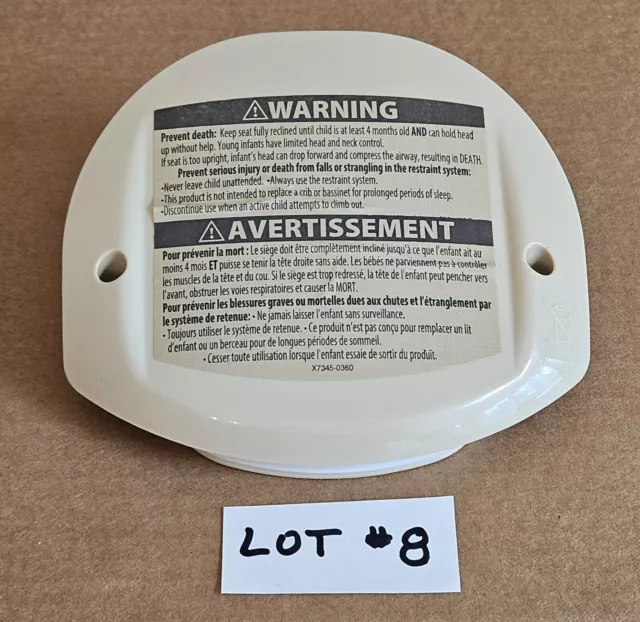 ⚠WARNING
Prevent death: Keep seat fully reclined until child is at least 4 months old AND can hold head
up without help. Young infants have limited head and neck control.
If seat is too upright, infant's head can drop forward and compress the airway, resulting in DEATH.
Prevent serious injury or death from falls or strangling in the restraint system:
•Never leave child unattended. •Always use the restraint system.
•This product is not intended to replace a crib or bassinet for prolonged periods of sleep.
•Discontinue use when an active child attempts to climb out.
⚠AVERTISSEMENT
Pour prévenir la mort : Le siège doit être complètement incliné jusqu'à ce que l'enfant ait au
moins 4 mois ET puisse se tenir la tête droite sans aide. Les bébés ne parviennent pas à contrôler
les muscles de la tête et du cou. Si le siège est trop redressé, la tête de l'enfant peut pencher vers
l'avant, obstruer les voies respiratoires et causer la MORT.
Pour prévenir les blessures graves ou mortelles dues aux chutes et l'étranglement par
le système de retenue: • Ne jamais laisser l'enfant sans surveillance.
• Toujours utiliser le système de retenue. • Ce produit n'est pas conçu pour remplacer un lit
d'enfant ou un berceau pour de longues périodes de sommeil.
• Cesser toute utilisation lorsque l'enfant essaie de sortir du produit.
X7345-0360
LOT #8